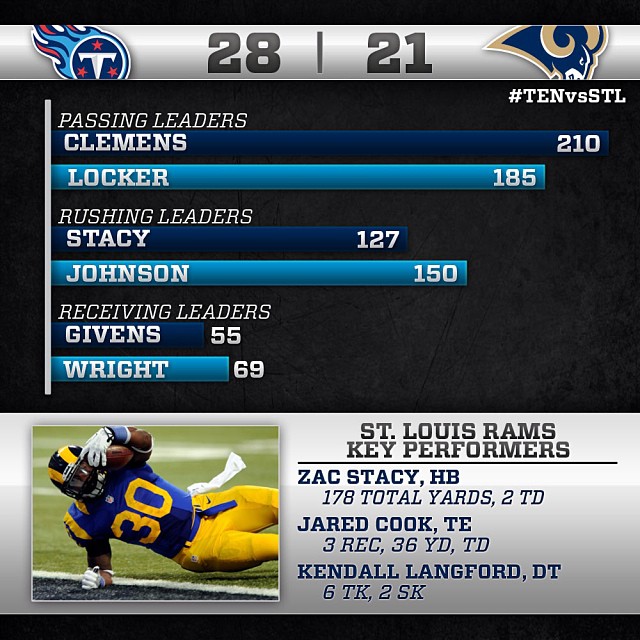 T
28 | 21
#TENvsSTL
PASSING LEADERS
CLEMENS 210
LOCKER 185
RUSHING LEADERS
STACY 127
JOHNSON 150
RECEIVING LEADERS
GIVENS 55
WRIGHT 69
30
ST. LOUIS RAMS
KEY PERFORMERS
ZAC STACY, HB
178 TOTAL YARDS, 2 TD
JARED COOK, TE
3 REC, 36 YD, TD
KENDALL LANGFORD, DT
6 TK, 2 SK